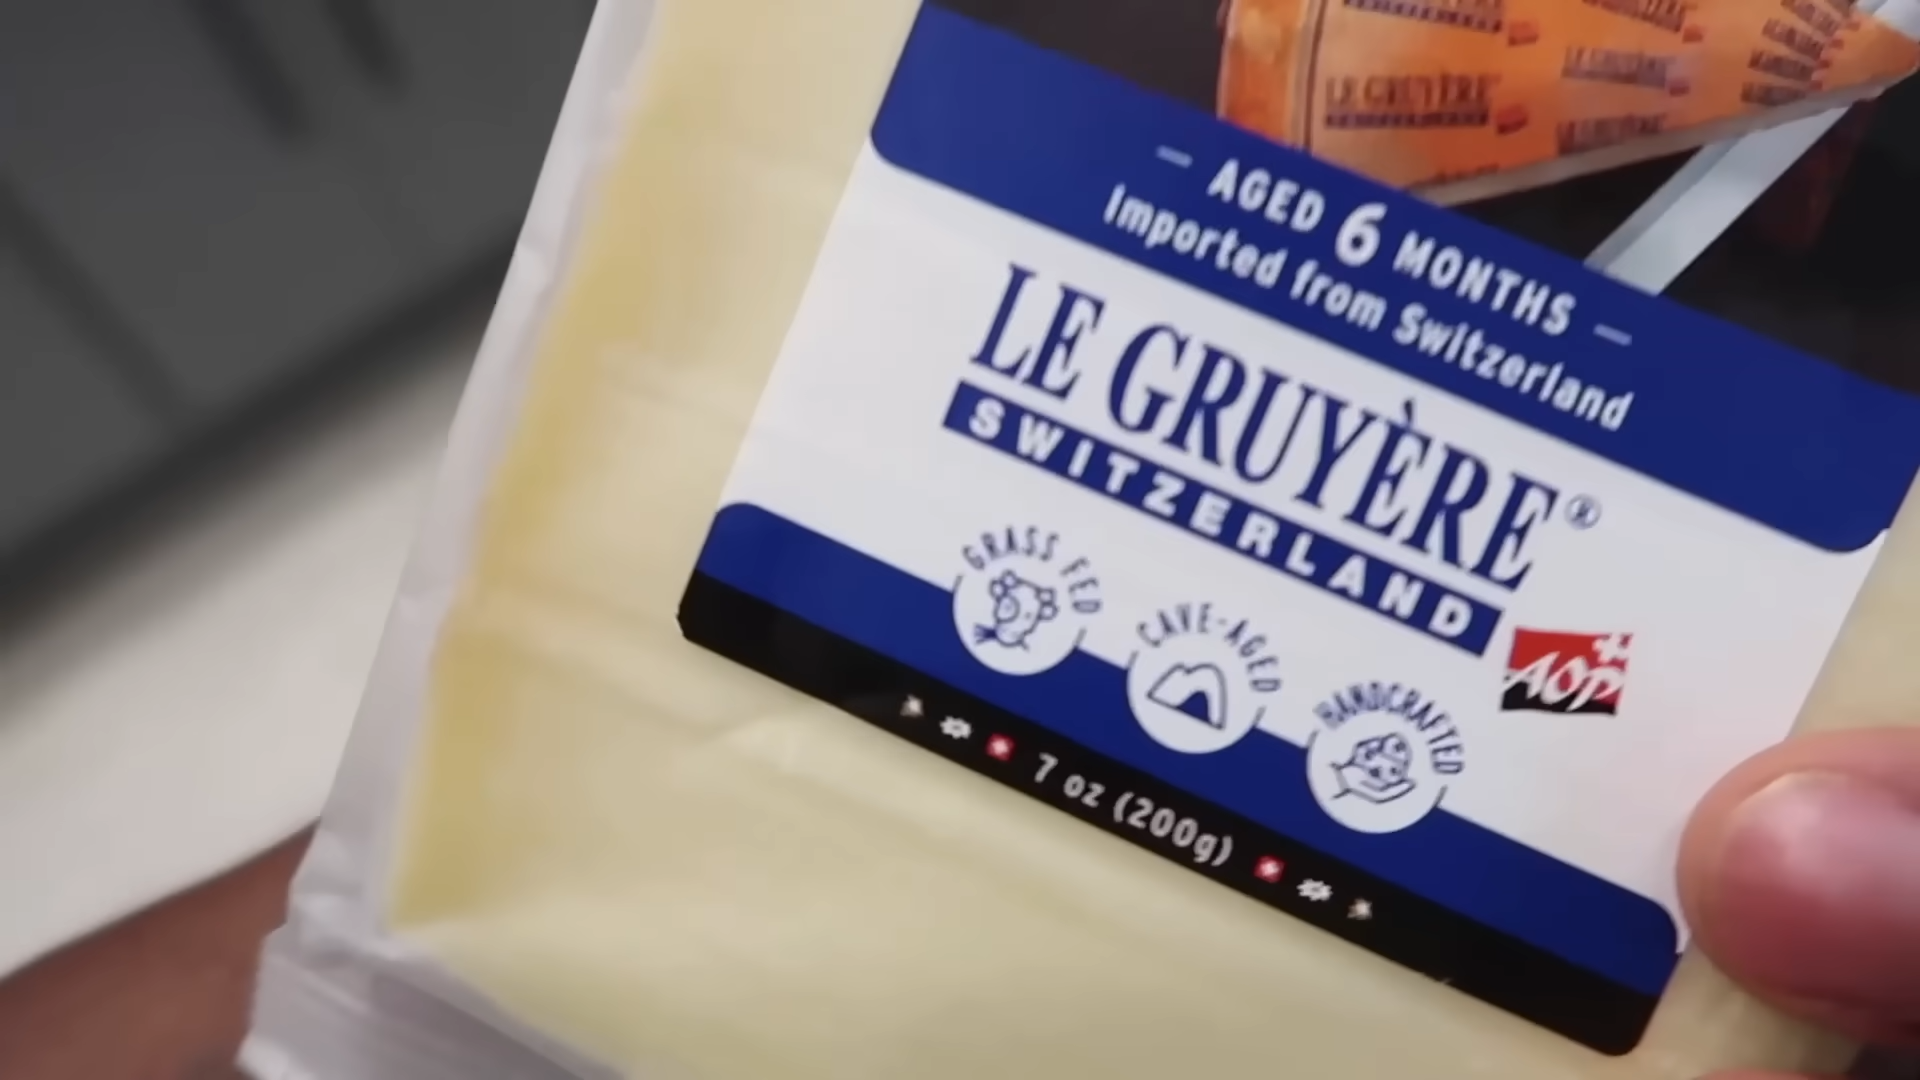 LE GRUYÈRE
— AGED 6 MONTHS —
Imported from Switzerland
LE GRUYÈRE®
SWITZERLAND
AOP
GRASS FED
CAVE-AGED
HANDCRAFTED
7 oz (200g)